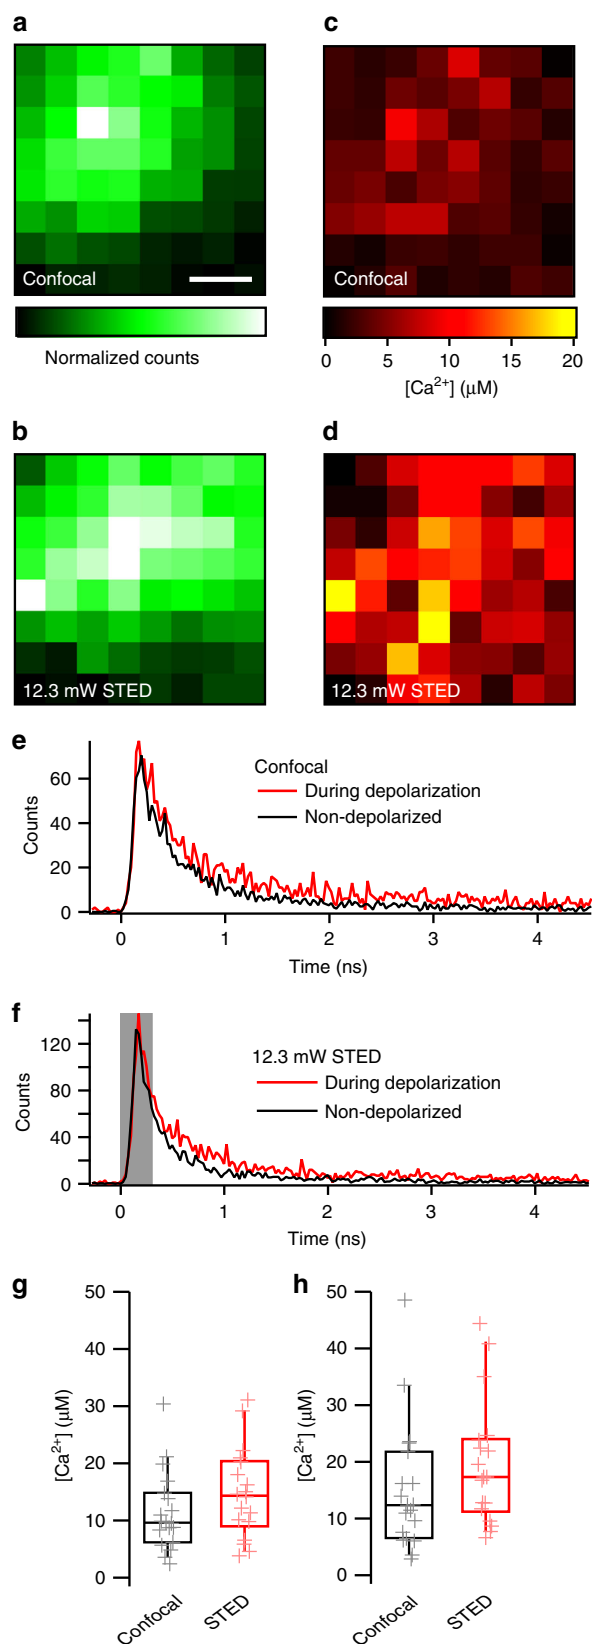 a
Confocal
Normalized counts
c
Confocal
0 5 10 15 20
[Ca²⁺] (μM)
b
12.3 mW STED
d
12.3 mW STED
e
Counts
60
40
20
0
Confocal
During depolarization
Non-depolarized
0 1 2 3 4
Time (ns)
f
Counts
120
80
40
0
12.3 mW STED
During depolarization
Non-depolarized
0 1 2 3 4
Time (ns)
g
[Ca²⁺] (μM)
50
40
30
20
10
0
Confocal
STED
h
[Ca²⁺] (μM)
50
40
30
20
10
0
Confocal
STED